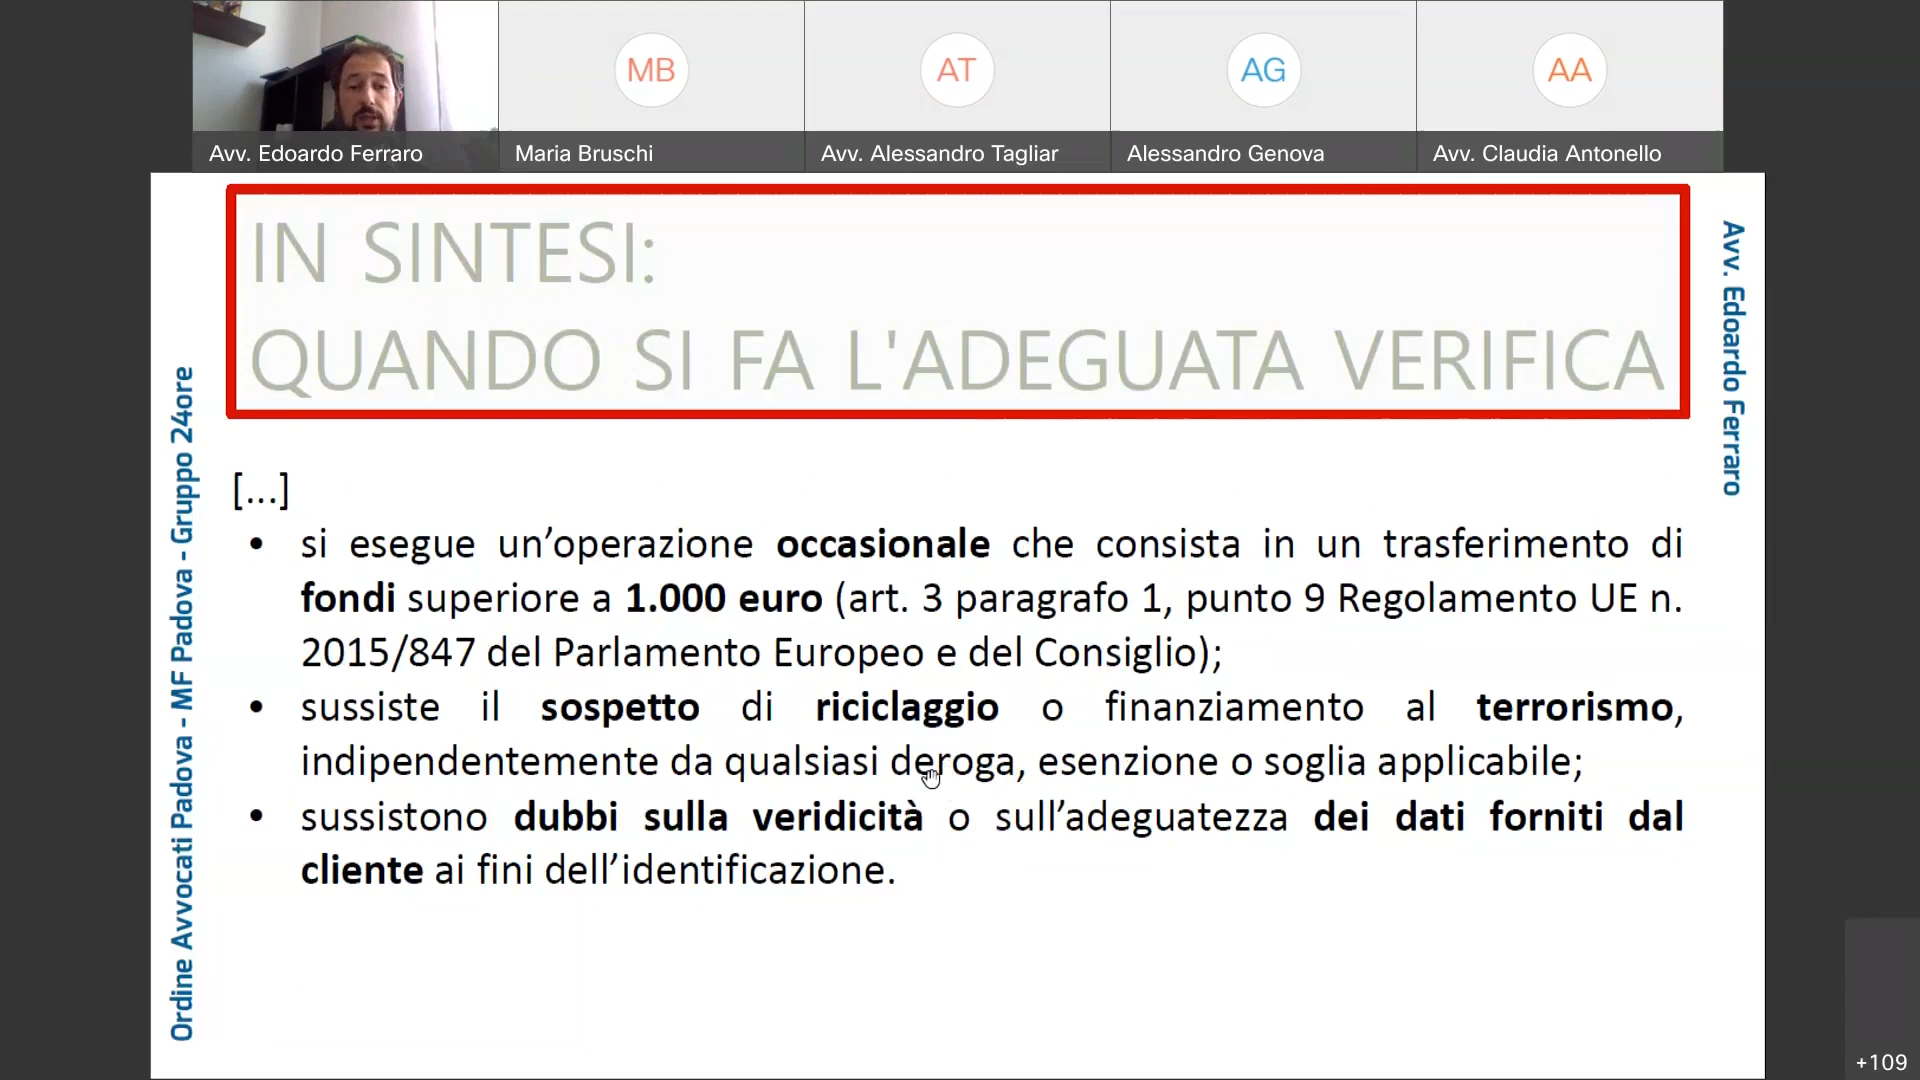 MB
AT
AG
AA
Avv. Edoardo Ferraro
Maria Bruschi
Avv. Alessandro Tagliar
Alessandro Genova
Avv. Claudia Antonello
IN SINTESI:
QUANDO SI FA L'ADEGUATA VERIFICA
Avv. Edoardo Ferraro
Ordine Avvocati Padova - MF Padova - Gruppo 24ore
[...]
• si esegue un’operazione occasionale che consista in un trasferimento di
fondi superiore a 1.000 euro (art. 3 paragrafo 1, punto 9 Regolamento UE n.
2015/847 del Parlamento Europeo e del Consiglio);
• sussiste il sospetto di riciclaggio o finanziamento al terrorismo,
indipendentemente da qualsiasi deroga, esenzione o soglia applicabile;
• sussistono dubbi sulla veridicità o sull’adeguatezza dei dati forniti dal
cliente ai fini dell’identificazione.
+109